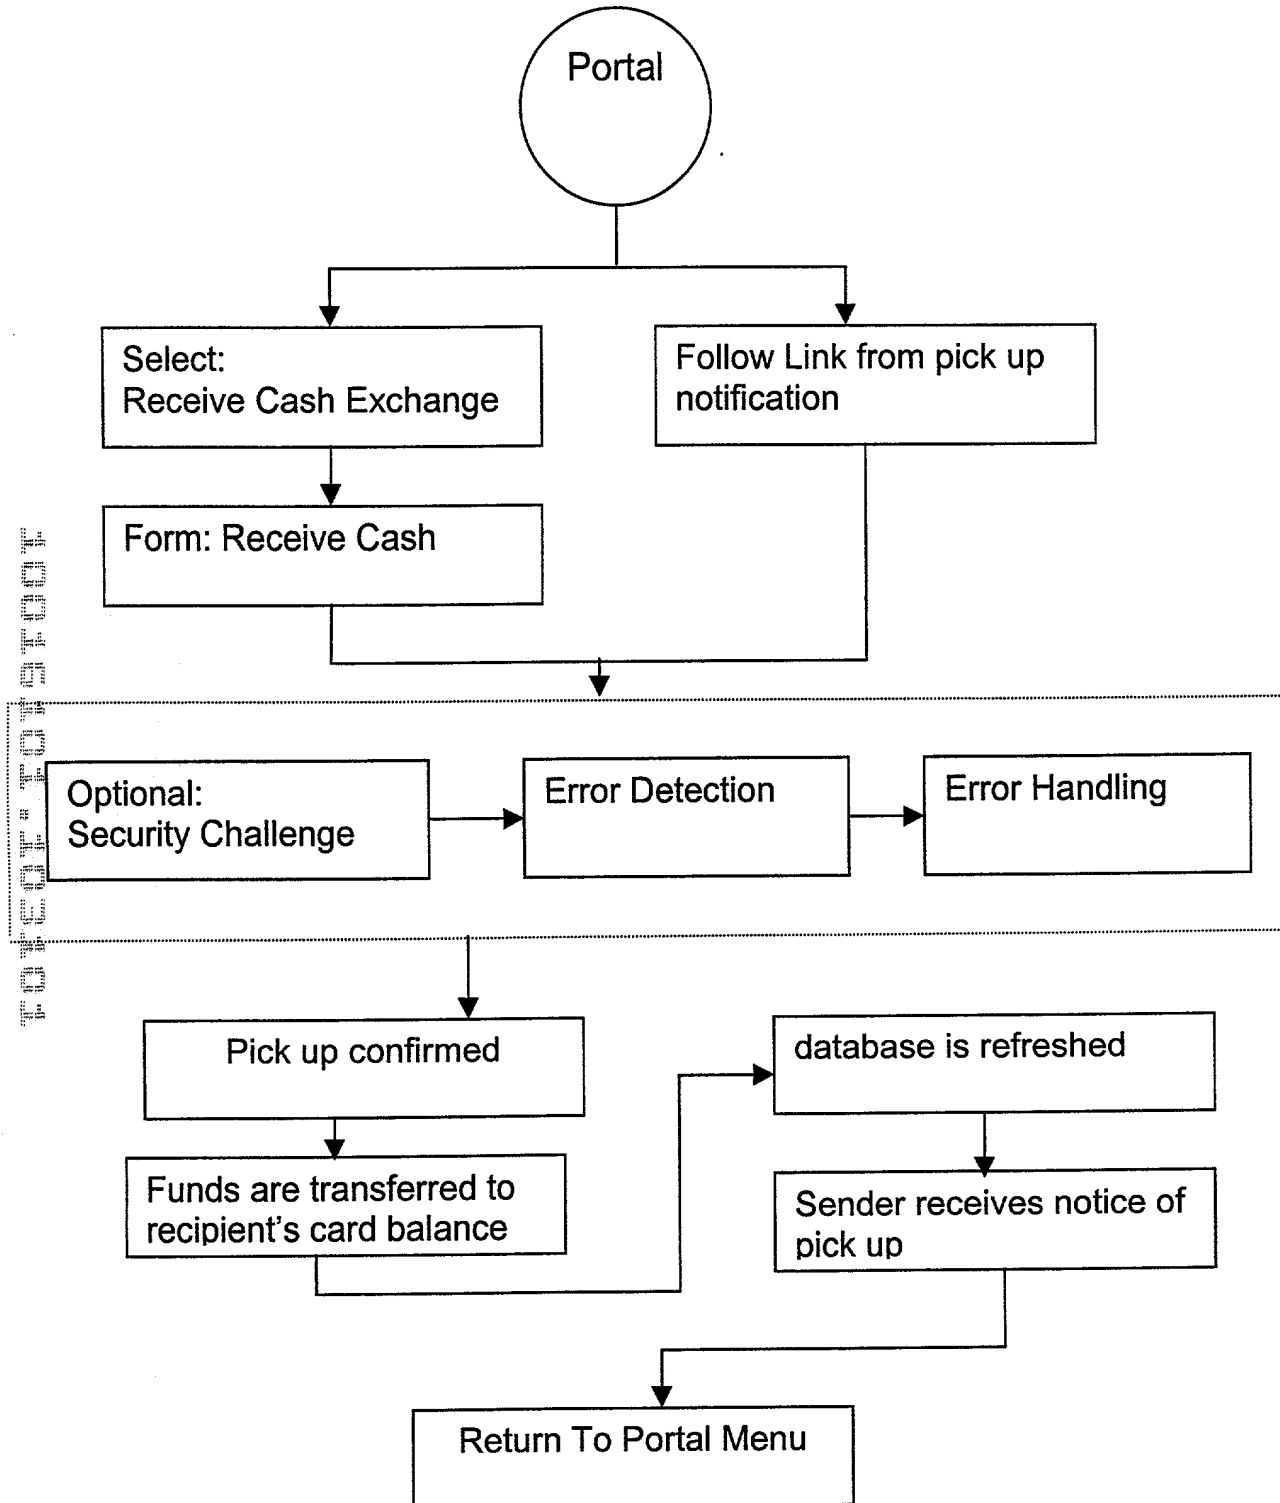 Portal
Select:
Receive Cash Exchange
Follow Link from pick up
notification
Form: Receive Cash
Optional:
Security Challenge
Error Detection
Error Handling
Pick up confirmed
database is refreshed
Funds are transferred to
recipient's card balance
Sender receives notice of
pick up
Return To Portal Menu